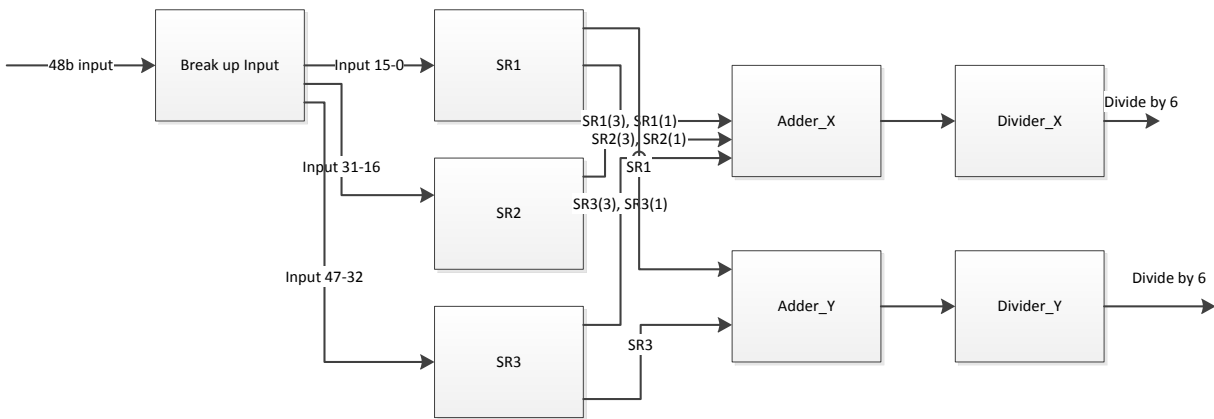 48b input
Break up Input
Input 15-0
Input 31-16
Input 47-32
SR1
SR2
SR3
SR1(3), SR1(1)
SR2(3), SR2(1)
SR1
SR3(3), SR3(1)
SR3
Adder_X
Divider_X
Divide by 6
Adder_Y
Divider_Y
Divide by 6